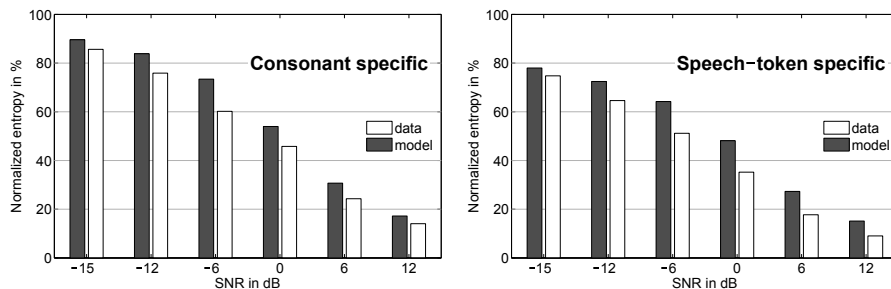 100
80
60
40
20
0
Normalized entropy in %
Consonant specific
data
model
−15 −12 −6 0 6 12
SNR in dB
100
80
60
40
20
0
Normalized entropy in %
Speech−token specific
data
model
−15 −12 −6 0 6 12
SNR in dB